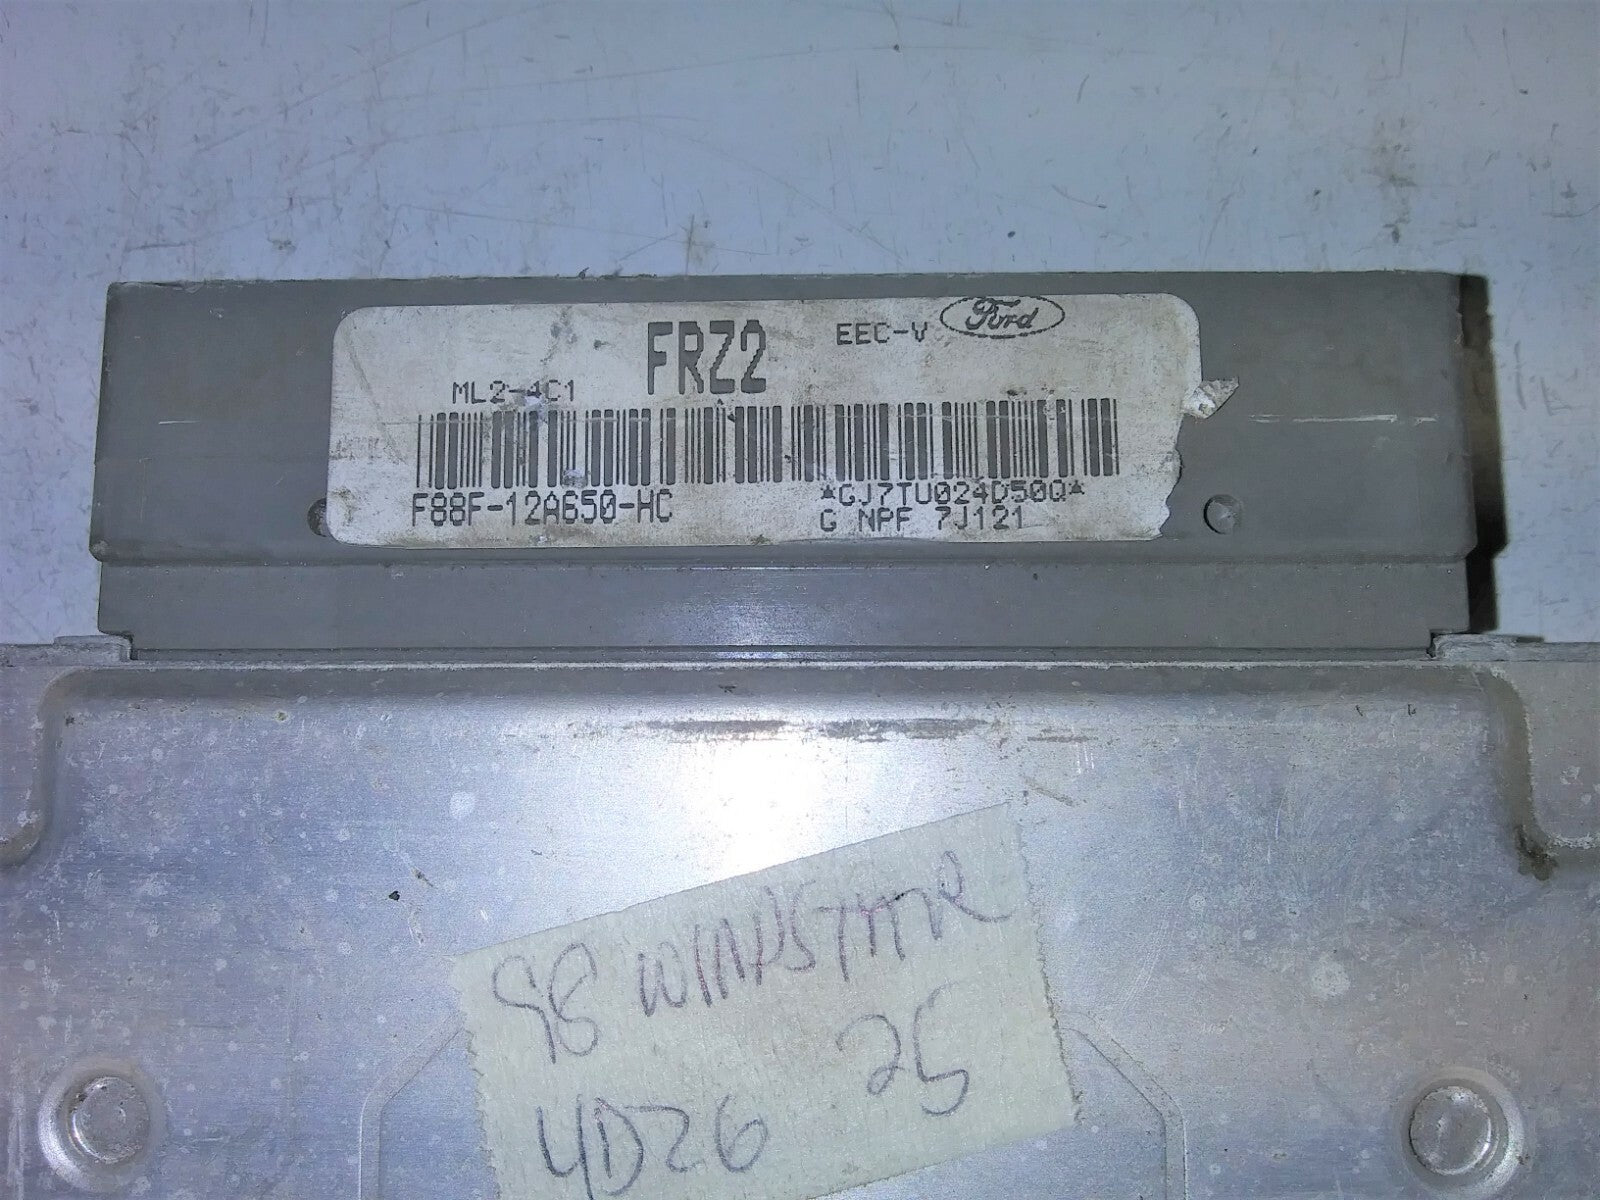 FRZ2 EEC-V Ford
ML2-4C1
F88F-12A650-HC *GJ7TU024D50Q*
G NPF 7J121
98 WINDSTAR
4D26 25